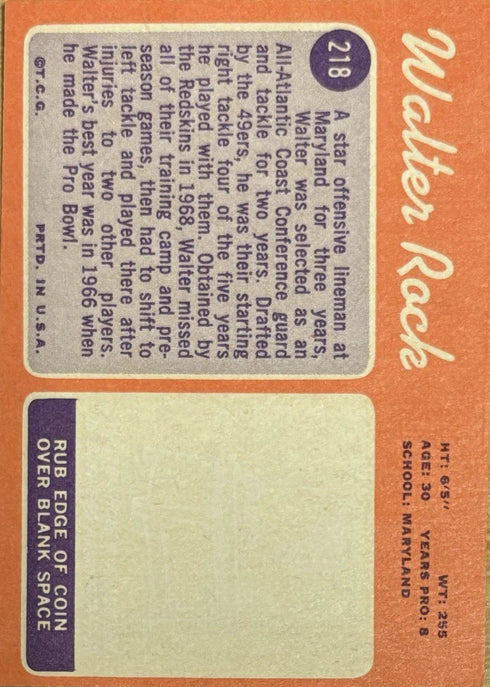 Walter Rock
HT: 6'5" WT: 255
AGE: 30 YEARS PRO: 8
SCHOOL: MARYLAND
218
A star offensive lineman at
Maryland for three years,
Walter was selected as an
All-Atlantic Coast Conference guard
and tackle for two years. Drafted
by the 49ers, he was their starting
right tackle four of the five years
he played with them. Obtained by
the Redskins in 1968, Walter missed
all of their training camp and pre-
season games, then had to shift to
left tackle and played there after
injuries to two other players.
Walter's best year was in 1966 when
he made the Pro Bowl.
©T.C.G. PRTD. IN U.S.A.
RUB EDGE OF COIN
OVER BLANK SPACE